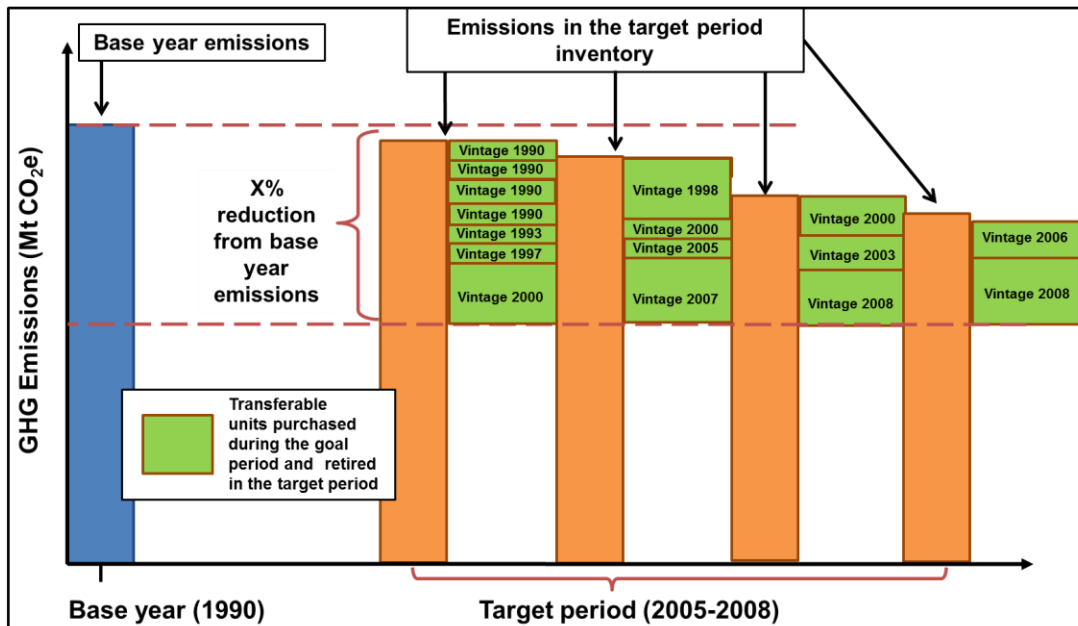 Base year emissions
Emissions in the target period
inventory
GHG Emissions (Mt CO₂e)
X%
reduction
from base
year
emissions
Vintage 1990
Vintage 1990
Vintage 1990
Vintage 1990
Vintage 1993
Vintage 1997
Vintage 2000
Vintage 1998
Vintage 2000
Vintage 2005
Vintage 2007
Vintage 2000
Vintage 2003
Vintage 2008
Vintage 2006
Vintage 2008
Transferable
units purchased
during the goal
period and retired
in the target period
Base year (1990)
Target period (2005-2008)